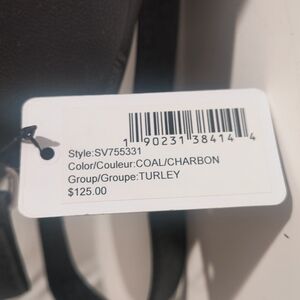 1 90231 38414 4
Style:SV755331
Color/Couleur:COAL/CHARBON
Group/Groupe:TURLEY
$125.00